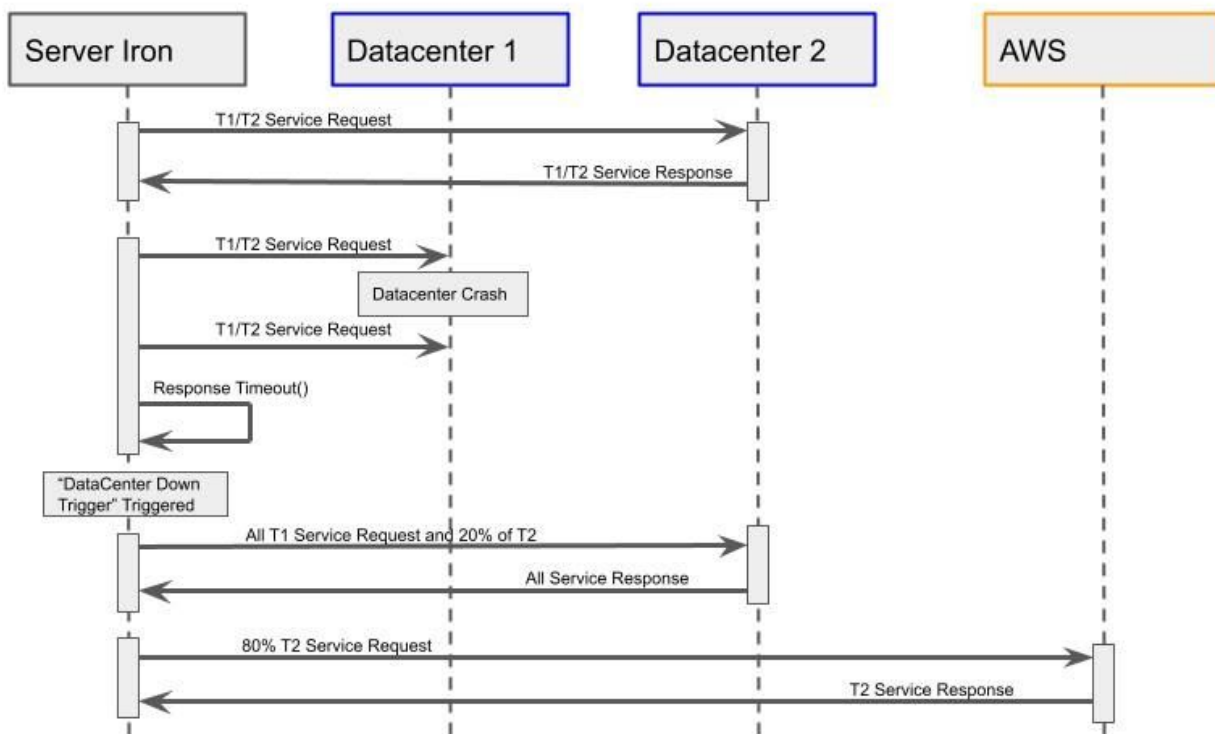 Server Iron
Datacenter 1
Datacenter 2
AWS
T1/T2 Service Request
T1/T2 Service Response
T1/T2 Service Request
Datacenter Crash
T1/T2 Service Request
Response Timeout()
“DataCenter Down
Trigger” Triggered
All T1 Service Request and 20% of T2
All Service Response
80% T2 Service Request
T2 Service Response